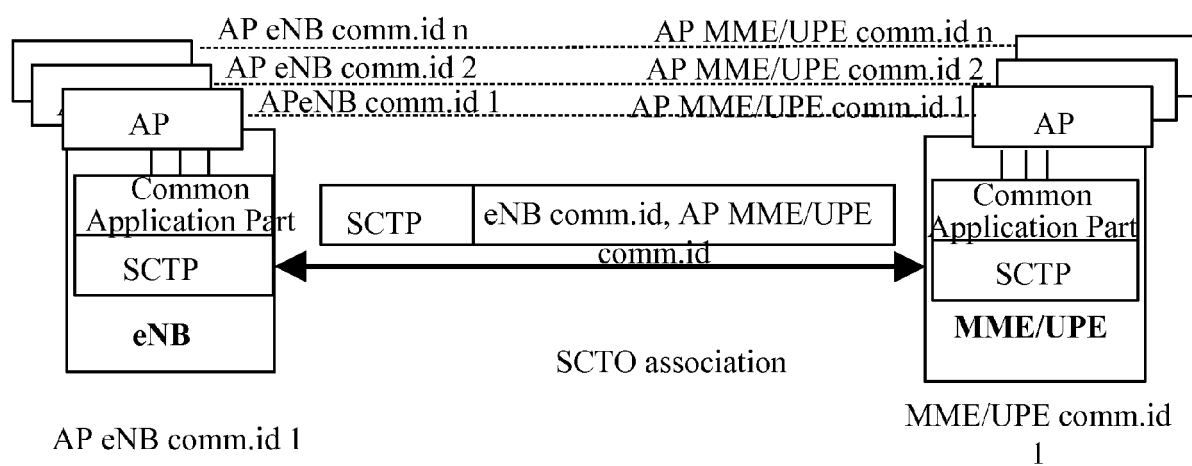 AP eNB comm.id n
AP MME/UPE comm.id n
AP eNB comm.id 2
AP MME/UPE comm.id 2
APeNB comm.id 1
AP MME/UPE comm.id 1
AP
AP
Common
Application Part
SCTP
eNB
SCTP
eNB comm.id, AP MME/UPE
comm.id
Common
Application Part
SCTP
MME/UPE
SCTO association
AP eNB comm.id 1
MME/UPE comm.id
1